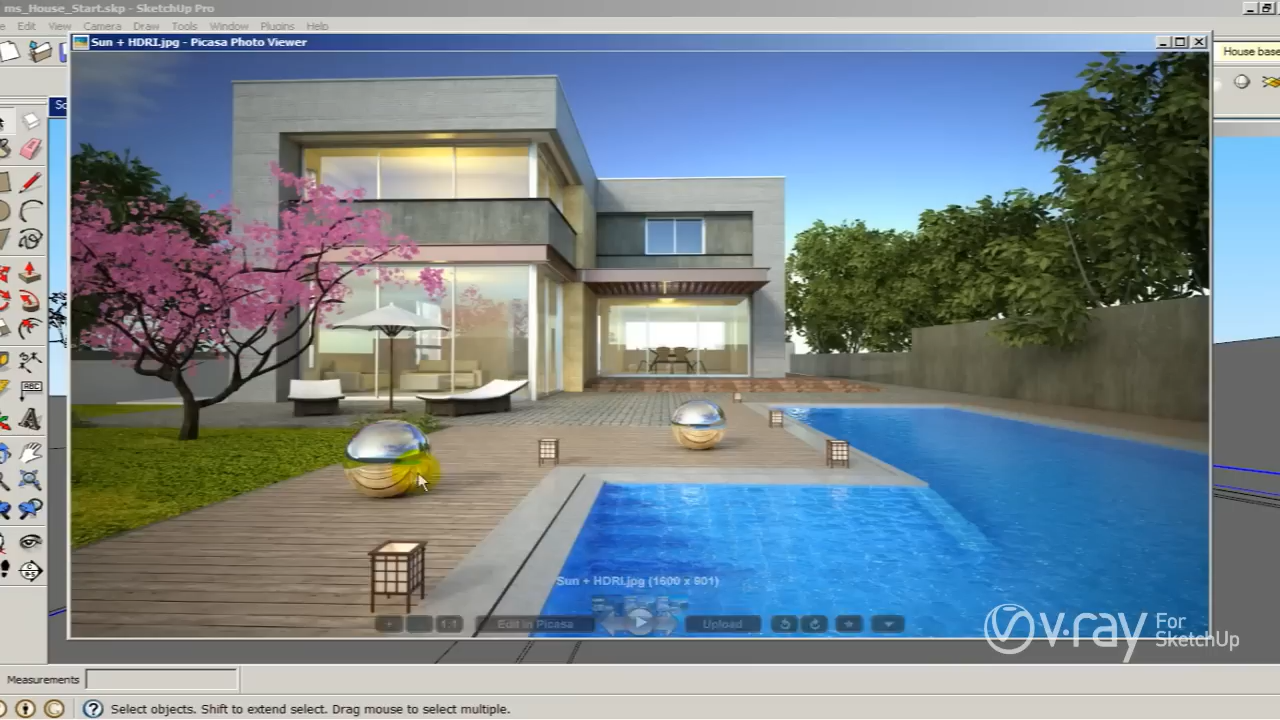 ms_House_Start.skp - SketchUp Pro
Edit View Camera Draw Tools Window Plugins Help
Sun + HDRI.jpg - Picasa Photo Viewer
House base
Sc
ABC
Sun + HDRI.jpg (1600 x 901)
1:1
Edit in Picasa
Upload
v·ray For SketchUp
Measurements
Select objects. Shift to extend select. Drag mouse to select multiple.